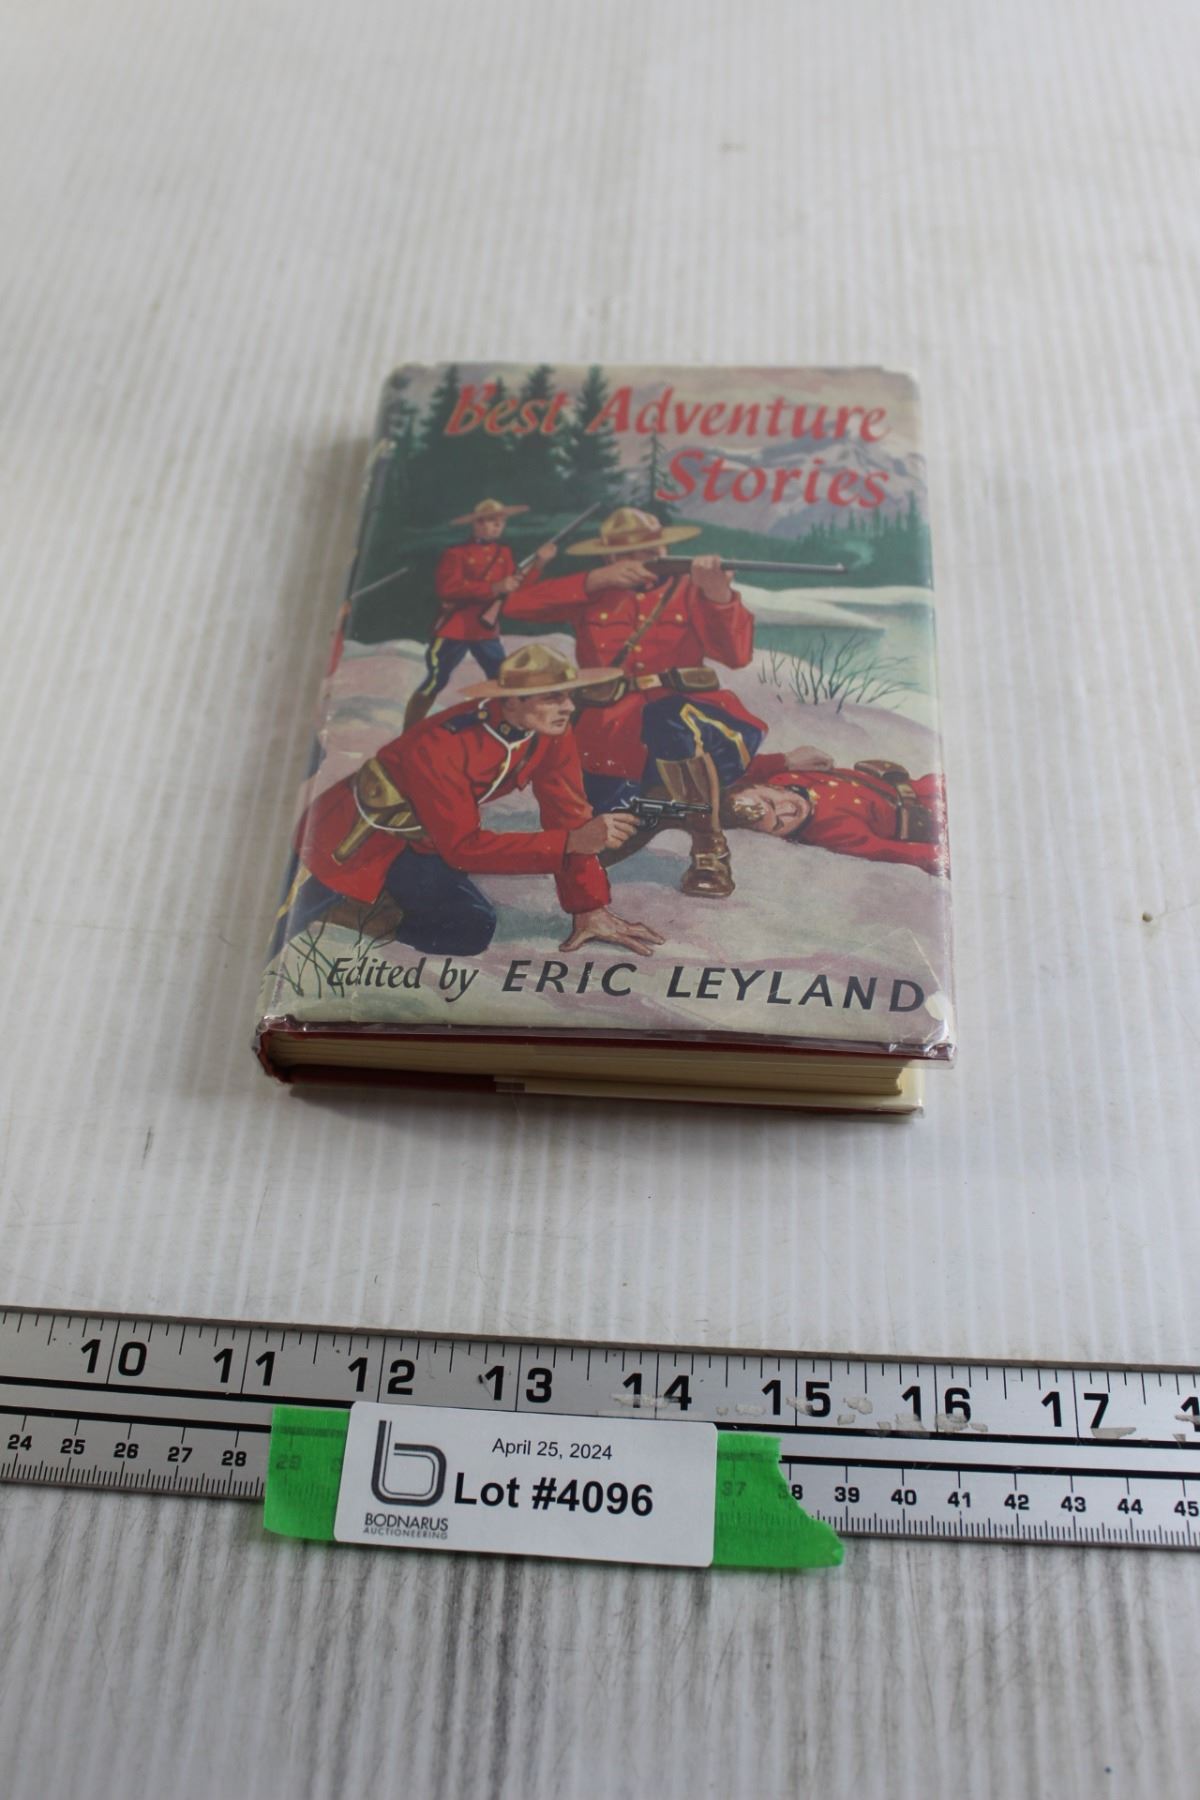 Best Adventure
Stories
Edited by ERIC LEYLAND
10 11 12 13 14 15 16 17
24 25 26 27 28 29 37 38 39 40 41 42 43 44 45
April 25, 2024
Lot #4096
BODNARUS
AUCTIONEERING